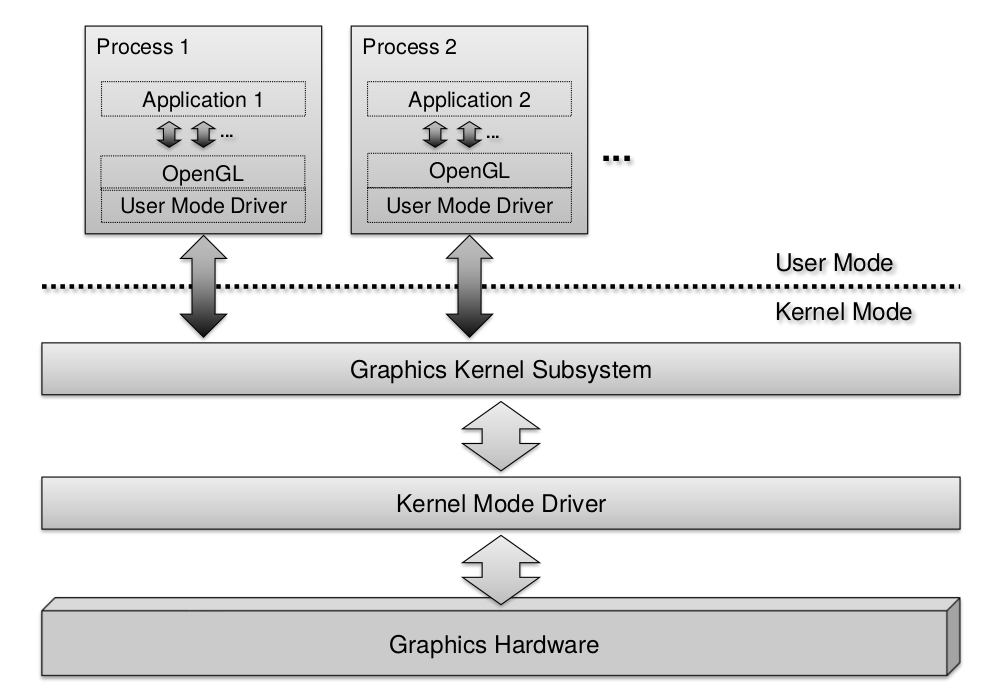 Process 1
Application 1
...
OpenGL
User Mode Driver
Process 2
Application 2
...
OpenGL
User Mode Driver
...
User Mode
Kernel Mode
Graphics Kernel Subsystem
Kernel Mode Driver
Graphics Hardware